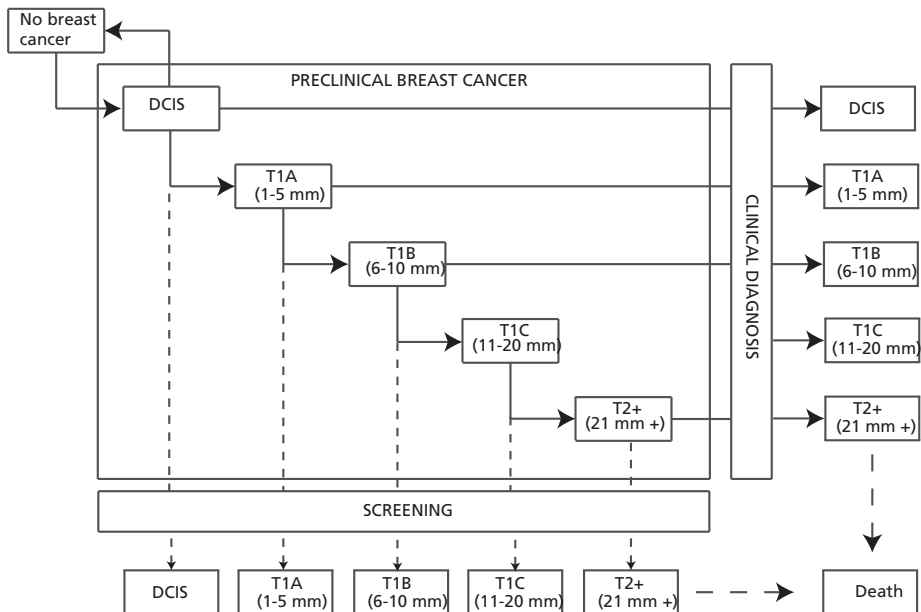 No breast
cancer
PRECLINICAL BREAST CANCER
DCIS
DCIS
T1A
(1-5 mm)
T1A
(1-5 mm)
CLINICAL DIAGNOSIS
T1B
(6-10 mm)
T1B
(6-10 mm)
T1C
(11-20 mm)
T1C
(11-20 mm)
T2+
(21 mm +)
T2+
(21 mm +)
SCREENING
DCIS
T1A
(1-5 mm)
T1B
(6-10 mm)
T1C
(11-20 mm)
T2+
(21 mm +)
Death